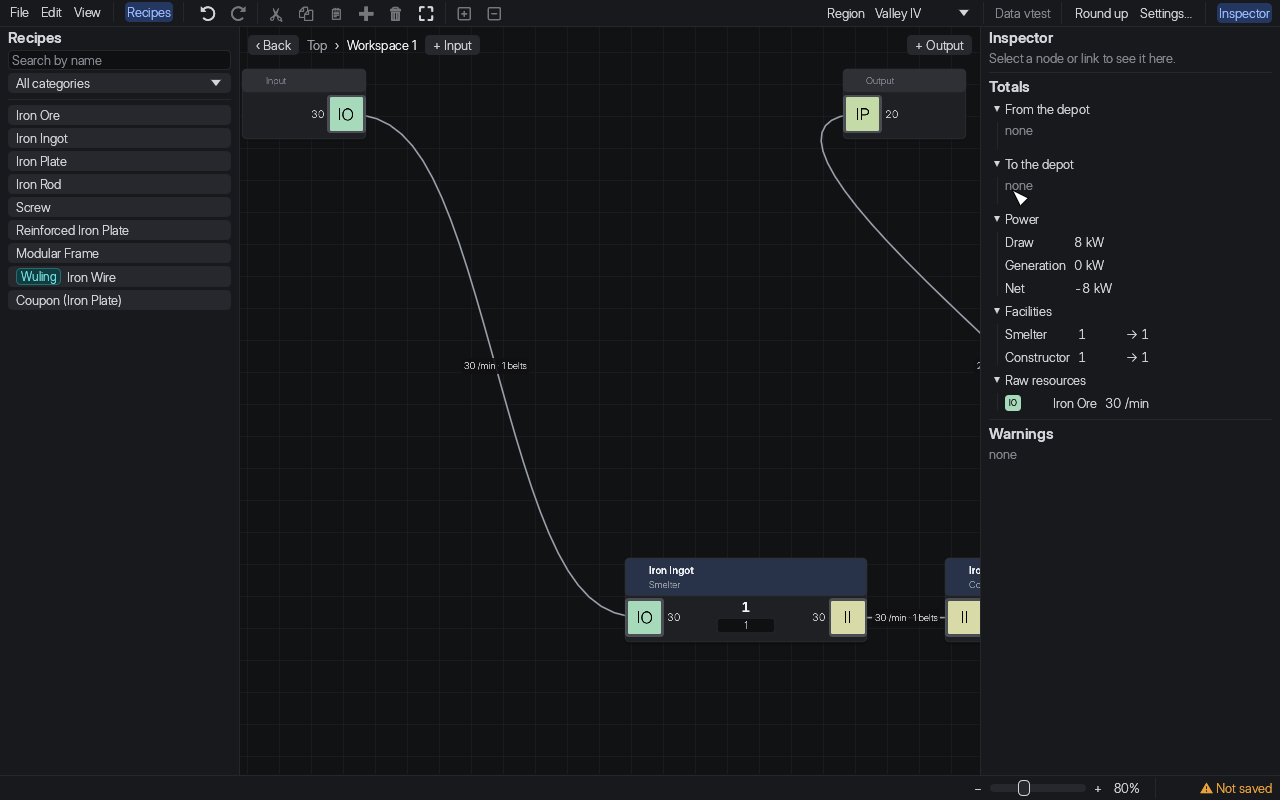 File Edit View Recipes Region Valley IV Data vtest Round up Settings... Inspector
Recipes
Search by name
All categories
Iron Ore
Iron Ingot
Iron Plate
Iron Rod
Screw
Reinforced Iron Plate
Modular Frame
Wuling Iron Wire
Coupon (Iron Plate)
‹ Back Top › Workspace 1 + Input + Output
Input
30 IO
Output
IP 20
30 /min · 1 belts
2
Iron Ingot
Smelter
IO 30 1 30 II
1
30 /min · 1 belts
Iro
Co
II
Inspector
Select a node or link to see it here.
Totals
From the depot
none
To the depot
none
Power
Draw 8 kW
Generation 0 kW
Net -8 kW
Facilities
Smelter 1 → 1
Constructor 1 → 1
Raw resources
IO Iron Ore 30 /min
Warnings
none
− + 80% Not saved